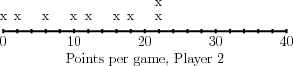 x
x x x x x x x x
0 10 20 30 40
Points per game, Player 2